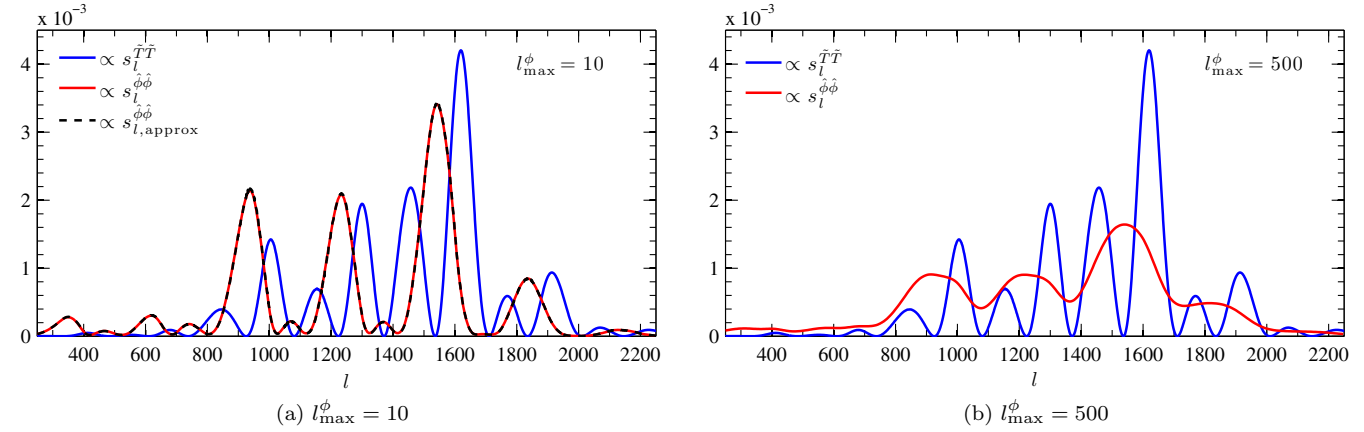 x 10⁻³
4
3
2
1
0
∝ s_l^{T̃T̃}
∝ s_l^{ϕ̂ϕ̂}
∝ s_{l,approx}^{ϕ̂ϕ̂}
l_max^ϕ = 10
400 600 800 1000 1200 1400 1600 1800 2000 2200
l
(a) l_max^ϕ = 10
x 10⁻³
4
3
2
1
0
∝ s_l^{T̃T̃}
∝ s_l^{ϕ̂ϕ̂}
l_max^ϕ = 500
400 600 800 1000 1200 1400 1600 1800 2000 2200
l
(b) l_max^ϕ = 500